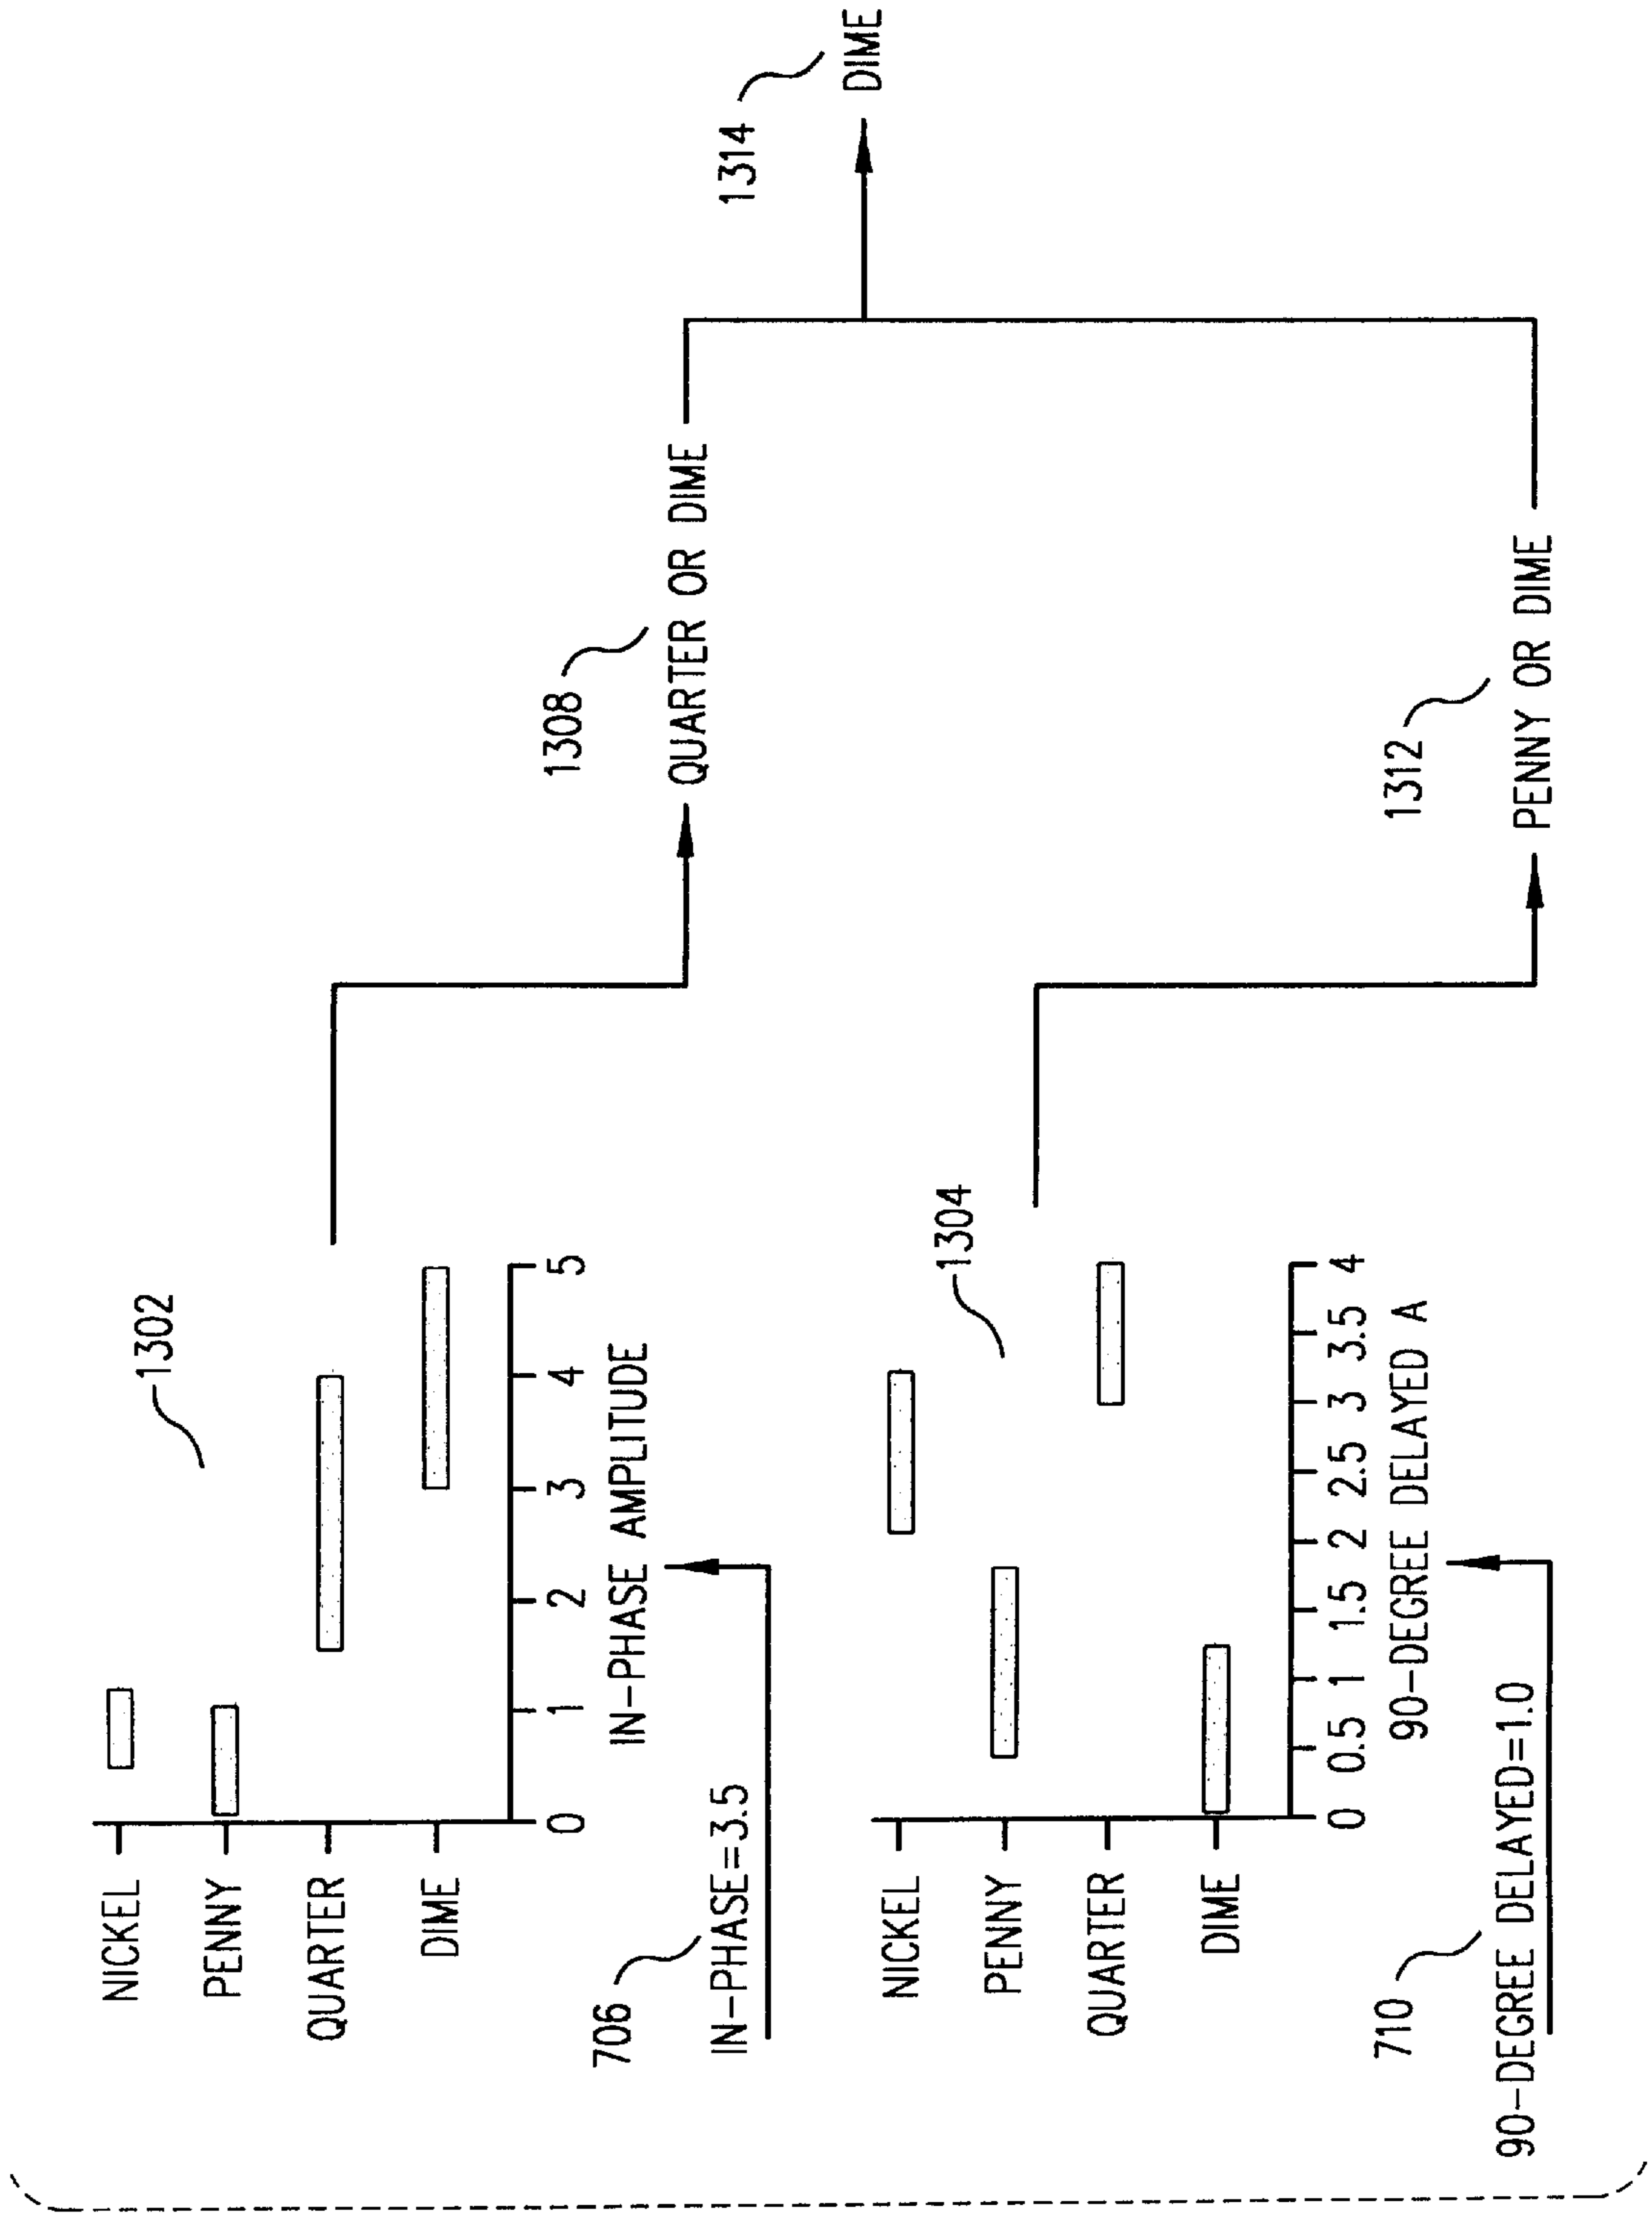 1302
NICKEL
PENNY
QUARTER
DIME
0 1 2 3 4 5
IN-PHASE AMPLITUDE
706
IN-PHASE=3.5
1308
QUARTER OR DIME
1314
DIME
1304
NICKEL
PENNY
QUARTER
DIME
0 0.5 1 1.5 2 2.5 3 3.5 4
90-DEGREE DELAYED A
710
90-DEGREE DELAYED=1.0
1312
PENNY OR DIME